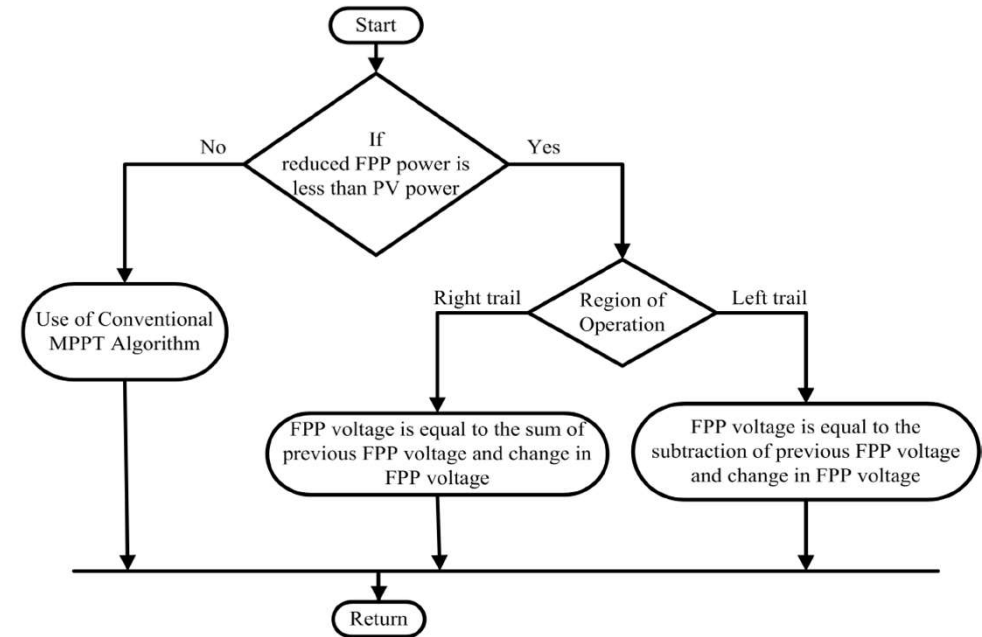 Start
If
reduced FPP power is
less than PV power
No
Yes
Use of Conventional
MPPT Algorithm
Region of
Operation
Right trail
Left trail
FPP voltage is equal to the sum of
previous FPP voltage and change in
FPP voltage
FPP voltage is equal to the
subtraction of previous FPP voltage
and change in FPP voltage
Return